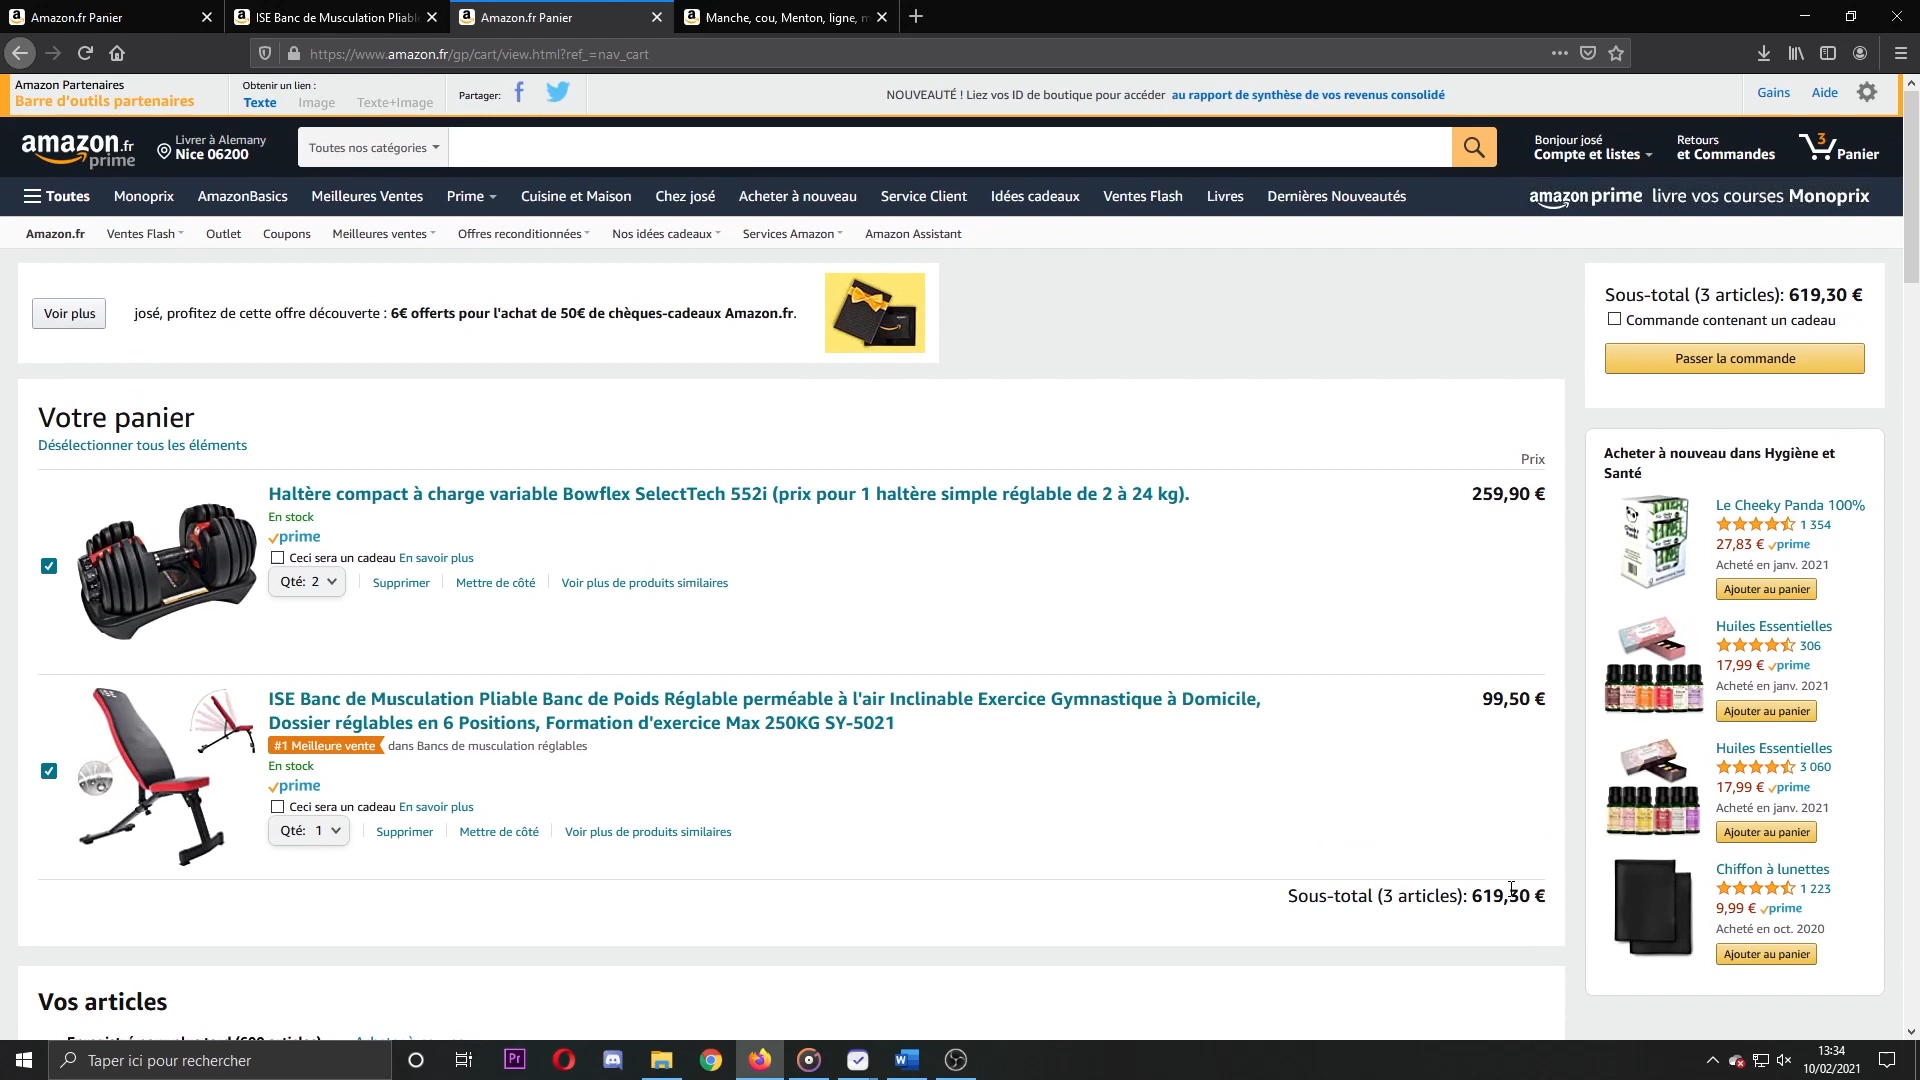 Amazon.fr Panier
ISE Banc de Musculation Pliable
Amazon.fr Panier
Manche, cou, Menton, ligne, m
https://www.amazon.fr/gp/cart/view.html?ref_=nav_cart
Amazon Partenaires
Barre d'outils partenaires
Obtenir un lien :
Texte Image Texte+Image
Partager:
NOUVEAUTÉ ! Liez vos ID de boutique pour accéder au rapport de synthèse de vos revenus consolidé
Gains Aide
amazon.fr
prime
Livrer à Alemany
Nice 06200
Toutes nos catégories
Bonjour josé
Compte et listes
Retours
et Commandes
3
Panier
Toutes Monoprix AmazonBasics Meilleures Ventes Prime Cuisine et Maison Chez josé Acheter à nouveau Service Client Idées cadeaux Ventes Flash Livres Dernières Nouveautés
amazon prime livre vos courses Monoprix
Amazon.fr Ventes Flash Outlet Coupons Meilleures ventes Offres reconditionnées Nos idées cadeaux Services Amazon Amazon Assistant
Voir plus
josé, profitez de cette offre découverte : 6€ offerts pour l'achat de 50€ de chèques-cadeaux Amazon.fr.
Sous-total (3 articles): 619,30 €
Commande contenant un cadeau
Passer la commande
Votre panier
Désélectionner tous les éléments
Prix
Haltère compact à charge variable Bowflex SelectTech 552i (prix pour 1 haltère simple réglable de 2 à 24 kg).
259,90 €
En stock
prime
Ceci sera un cadeau En savoir plus
Qté: 2 Supprimer Mettre de côté Voir plus de produits similaires
ISE Banc de Musculation Pliable Banc de Poids Réglable perméable à l'air Inclinable Exercice Gymnastique à Domicile,
Dossier réglables en 6 Positions, Formation d'exercice Max 250KG SY-5021
99,50 €
#1 Meilleure vente dans Bancs de musculation réglables
En stock
prime
Ceci sera un cadeau En savoir plus
Qté: 1 Supprimer Mettre de côté Voir plus de produits similaires
Sous-total (3 articles): 619,30 €
Vos articles
Acheter à nouveau dans Hygiène et
Santé
Le Cheeky Panda 100%
1 354
27,83 € prime
Acheté en janv. 2021
Ajouter au panier
Huiles Essentielles
306
17,99 € prime
Acheté en janv. 2021
Ajouter au panier
Huiles Essentielles
3 060
17,99 € prime
Acheté en janv. 2021
Ajouter au panier
Chiffon à lunettes
1 223
9,99 € prime
Acheté en oct. 2020
Ajouter au panier
Taper ici pour rechercher
Pr
13:34
10/02/2021